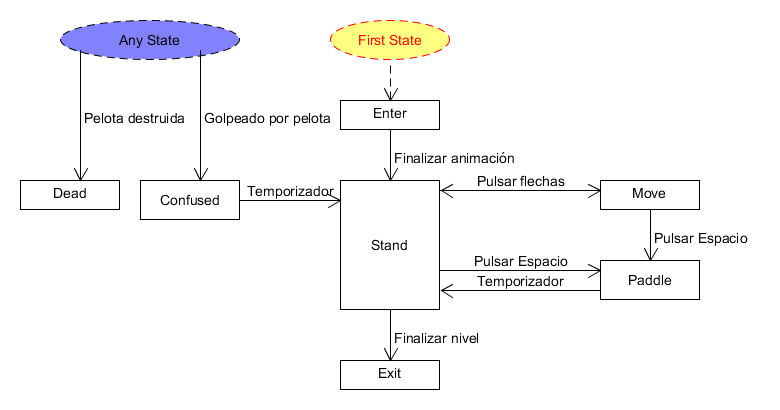 Any State
First State
Enter
Pelota destruida
Golpeado por pelota
Finalizar animación
Dead
Confused
Temporizador
Stand
Pulsar flechas
Move
Pulsar Espacio
Pulsar Espacio
Paddle
Temporizador
Finalizar nivel
Exit